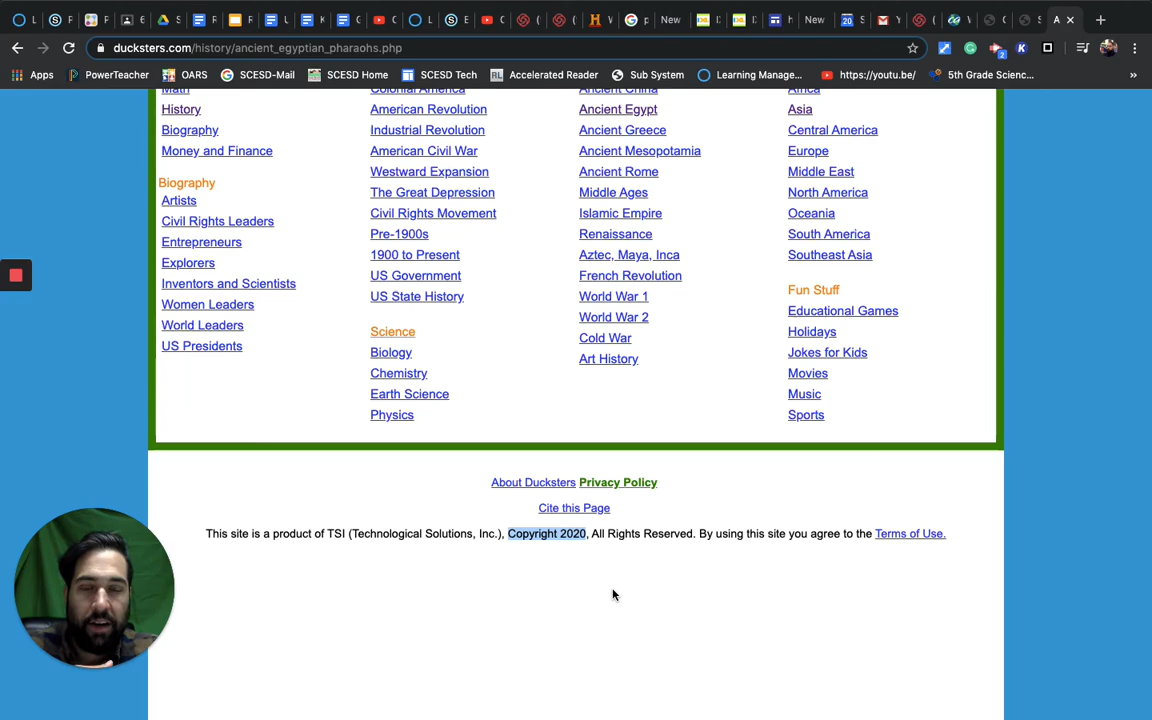 ducksters.com/history/ancient_egyptian_pharaohs.php
Apps PowerTeacher OARS SCESD-Mail SCESD Home SCESD Tech RL Accelerated Reader Sub System Learning Manage... https://youtu.be/ 5th Grade Scienc... »
Math Colonial America Ancient China Africa
History American Revolution Ancient Egypt Asia
Biography Industrial Revolution Ancient Greece Central America
Money and Finance American Civil War Ancient Mesopotamia Europe
Westward Expansion Ancient Rome Middle East
Biography
Artists The Great Depression Middle Ages North America
Civil Rights Leaders Civil Rights Movement Islamic Empire Oceania
Entrepreneurs Pre-1900s Renaissance South America
Explorers 1900 to Present Aztec, Maya, Inca Southeast Asia
Inventors and Scientists US Government French Revolution
Fun Stuff
Women Leaders US State History World War 1 Educational Games
World Leaders Science World War 2 Holidays
US Presidents Biology Cold War Jokes for Kids
Chemistry Art History Movies
Earth Science Music
Physics Sports
About Ducksters Privacy Policy
Cite this Page
This site is a product of TSI (Technological Solutions, Inc.), Copyright 2020, All Rights Reserved. By using this site you agree to the Terms of Use.